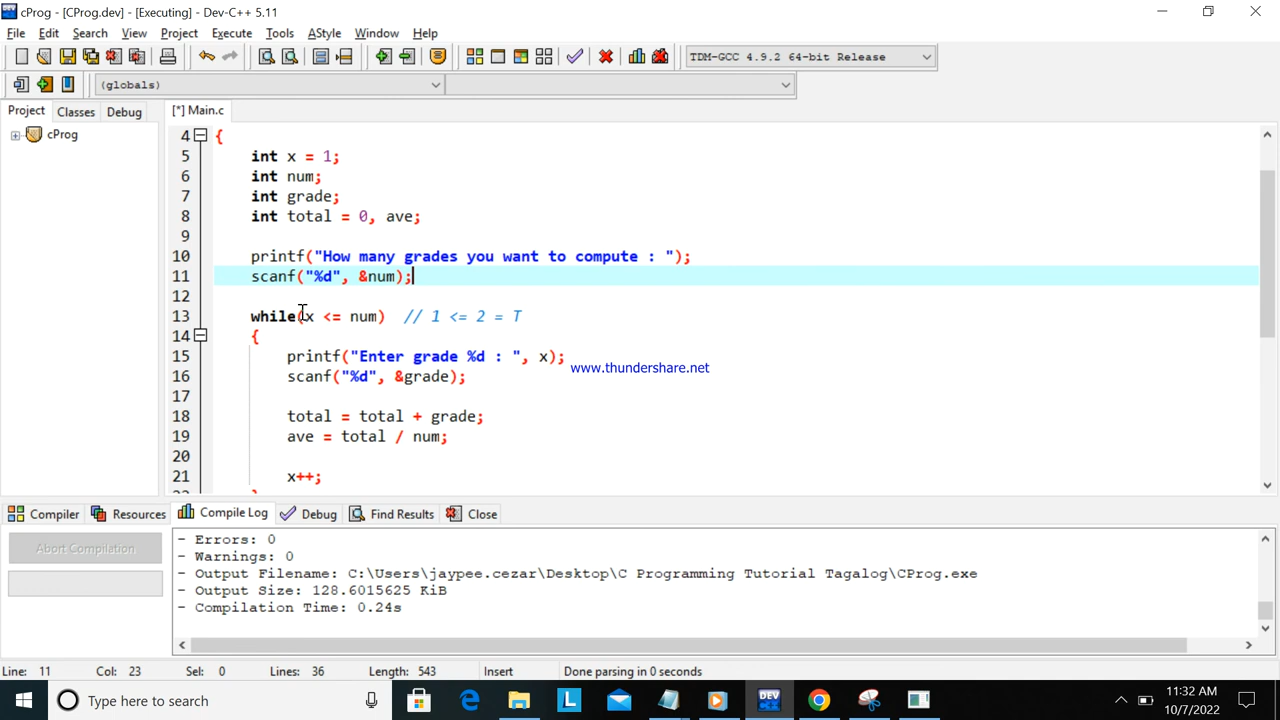 cProg - [CProg.dev] - [Executing] - Dev-C++ 5.11
File Edit Search View Project Execute Tools AStyle Window Help
TDM-GCC 4.9.2 64-bit Release
(globals)
Project Classes Debug
[*] Main.c
cProg
4 {
5 int x = 1;
6 int num;
7 int grade;
8 int total = 0, ave;
9
10 printf("How many grades you want to compute : ");
11 scanf("%d", &num);
12
13 while(x <= num) // 1 <= 2 = T
14 {
15 printf("Enter grade %d : ", x);
www.thundershare.net
16 scanf("%d", &grade);
17
18 total = total + grade;
19 ave = total / num;
20
21 x++;
Compiler Resources Compile Log Debug Find Results Close
Abort Compilation
- Errors: 0
- Warnings: 0
- Output Filename: C:\Users\jaypee.cezar\Desktop\C Programming Tutorial Tagalog\CProg.exe
- Output Size: 128.6015625 KiB
- Compilation Time: 0.24s
Line: 11 Col: 23 Sel: 0 Lines: 36 Length: 543 Insert Done parsing in 0 seconds
Type here to search
DEV
11:32 AM
10/7/2022